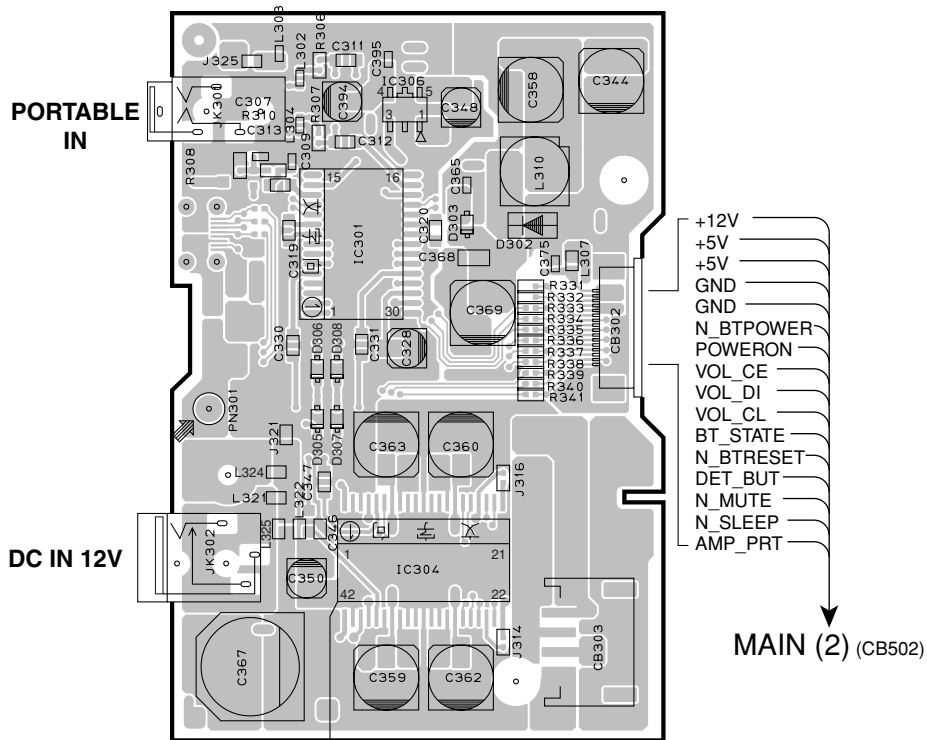 L303
R306
J325
L302
C311
C395
IC306
4
5
3
1
C358
C344
PORTABLE
IN
JK301
C307
R310
C313
L304
R307
C394
C348
C312
C309
R308
L310
C365
15
16
IC301
C320
D303
D302
C319
C368
C375
L307
1
30
C369
R331
R332
R333
R334
R335
R336
R337
R338
R339
R340
R341
CB302
C330
D306
D308
C331
C328
+12V
+5V
+5V
GND
GND
N_BTPOWER
POWERON
VOL_CE
VOL_DI
VOL_CL
BT_STATE
N_BTRESET
DET_BUT
N_MUTE
N_SLEEP
AMP_PRT
MAIN (2) (CB502)
PN301
J321
D305
D307
C363
C360
L324
C347
J316
L321
L322
L325
C346
DC IN 12V
JK302
1
21
IC304
42
22
C350
C367
C359
C362
J314
CB303